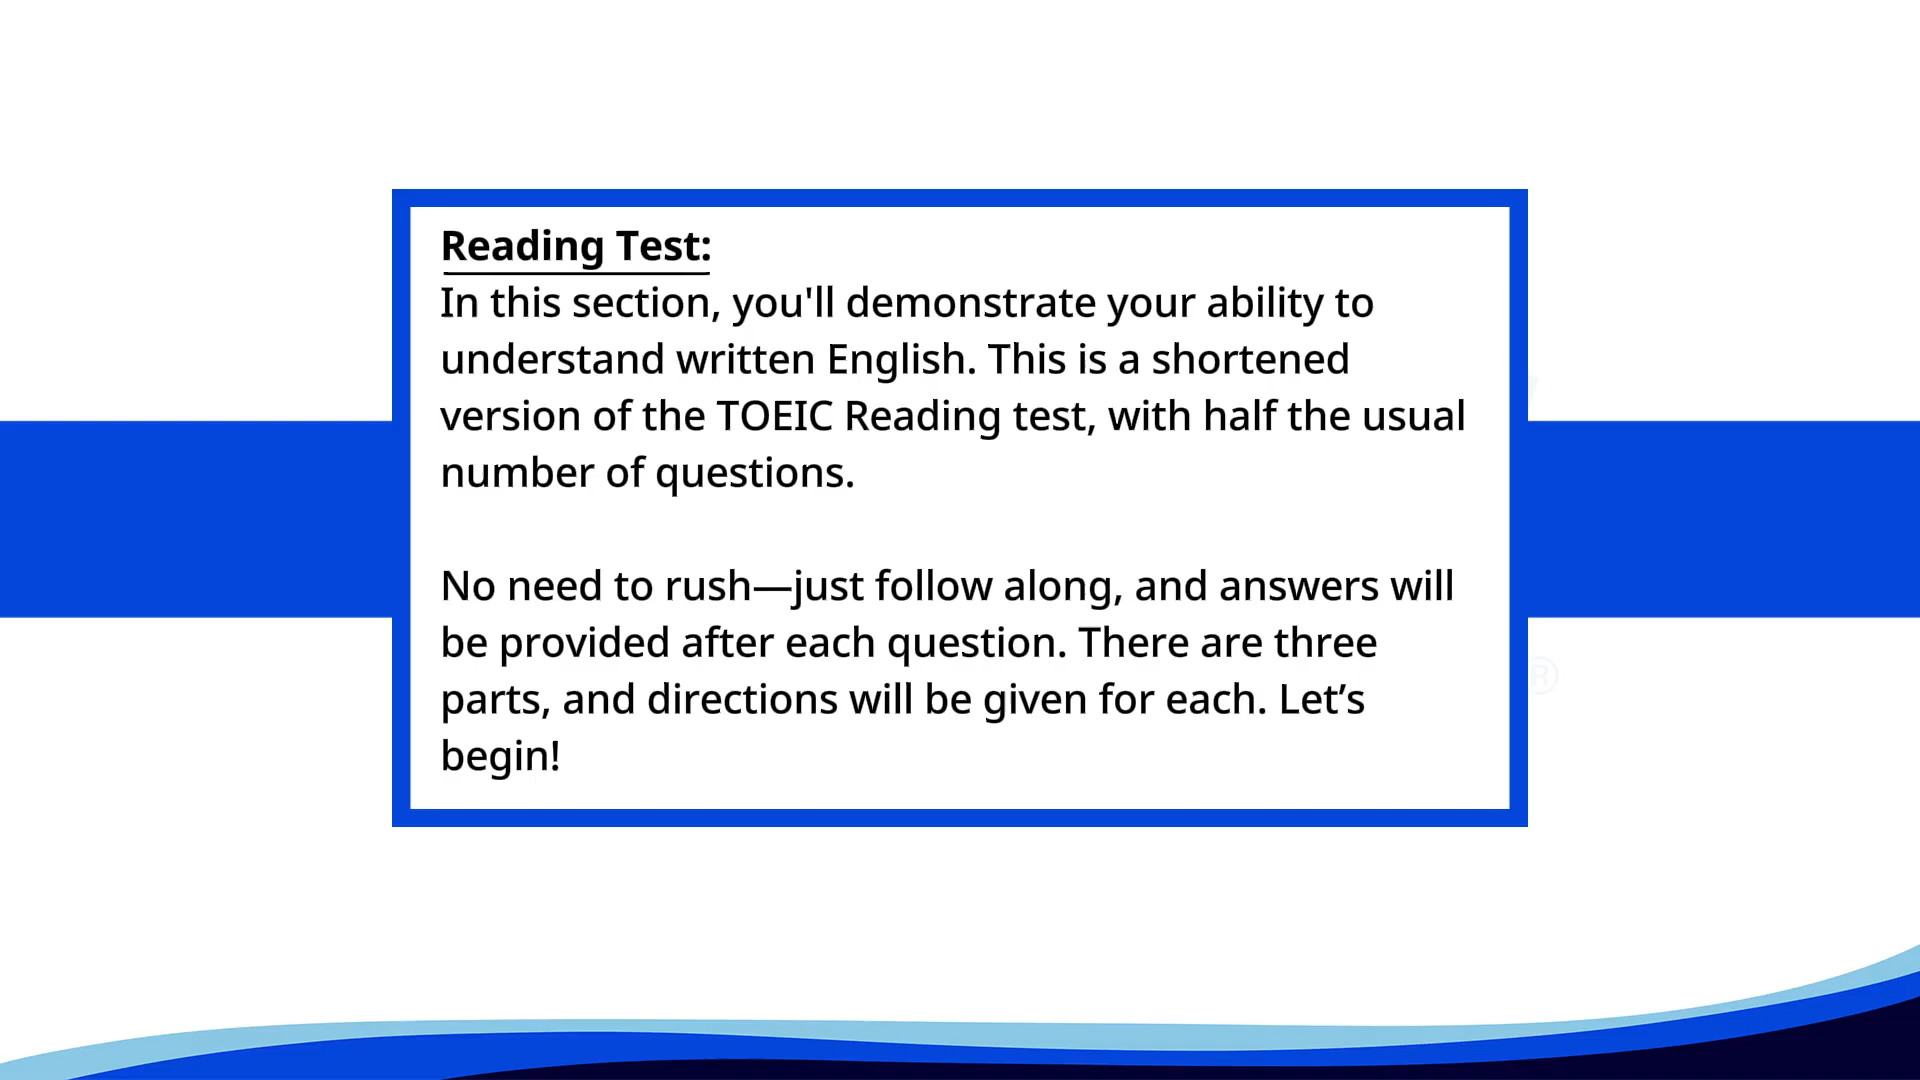 Reading Test:
In this section, you'll demonstrate your ability to
understand written English. This is a shortened
version of the TOEIC Reading test, with half the usual
number of questions.
No need to rush—just follow along, and answers will
be provided after each question. There are three
parts, and directions will be given for each. Let’s
begin!
®